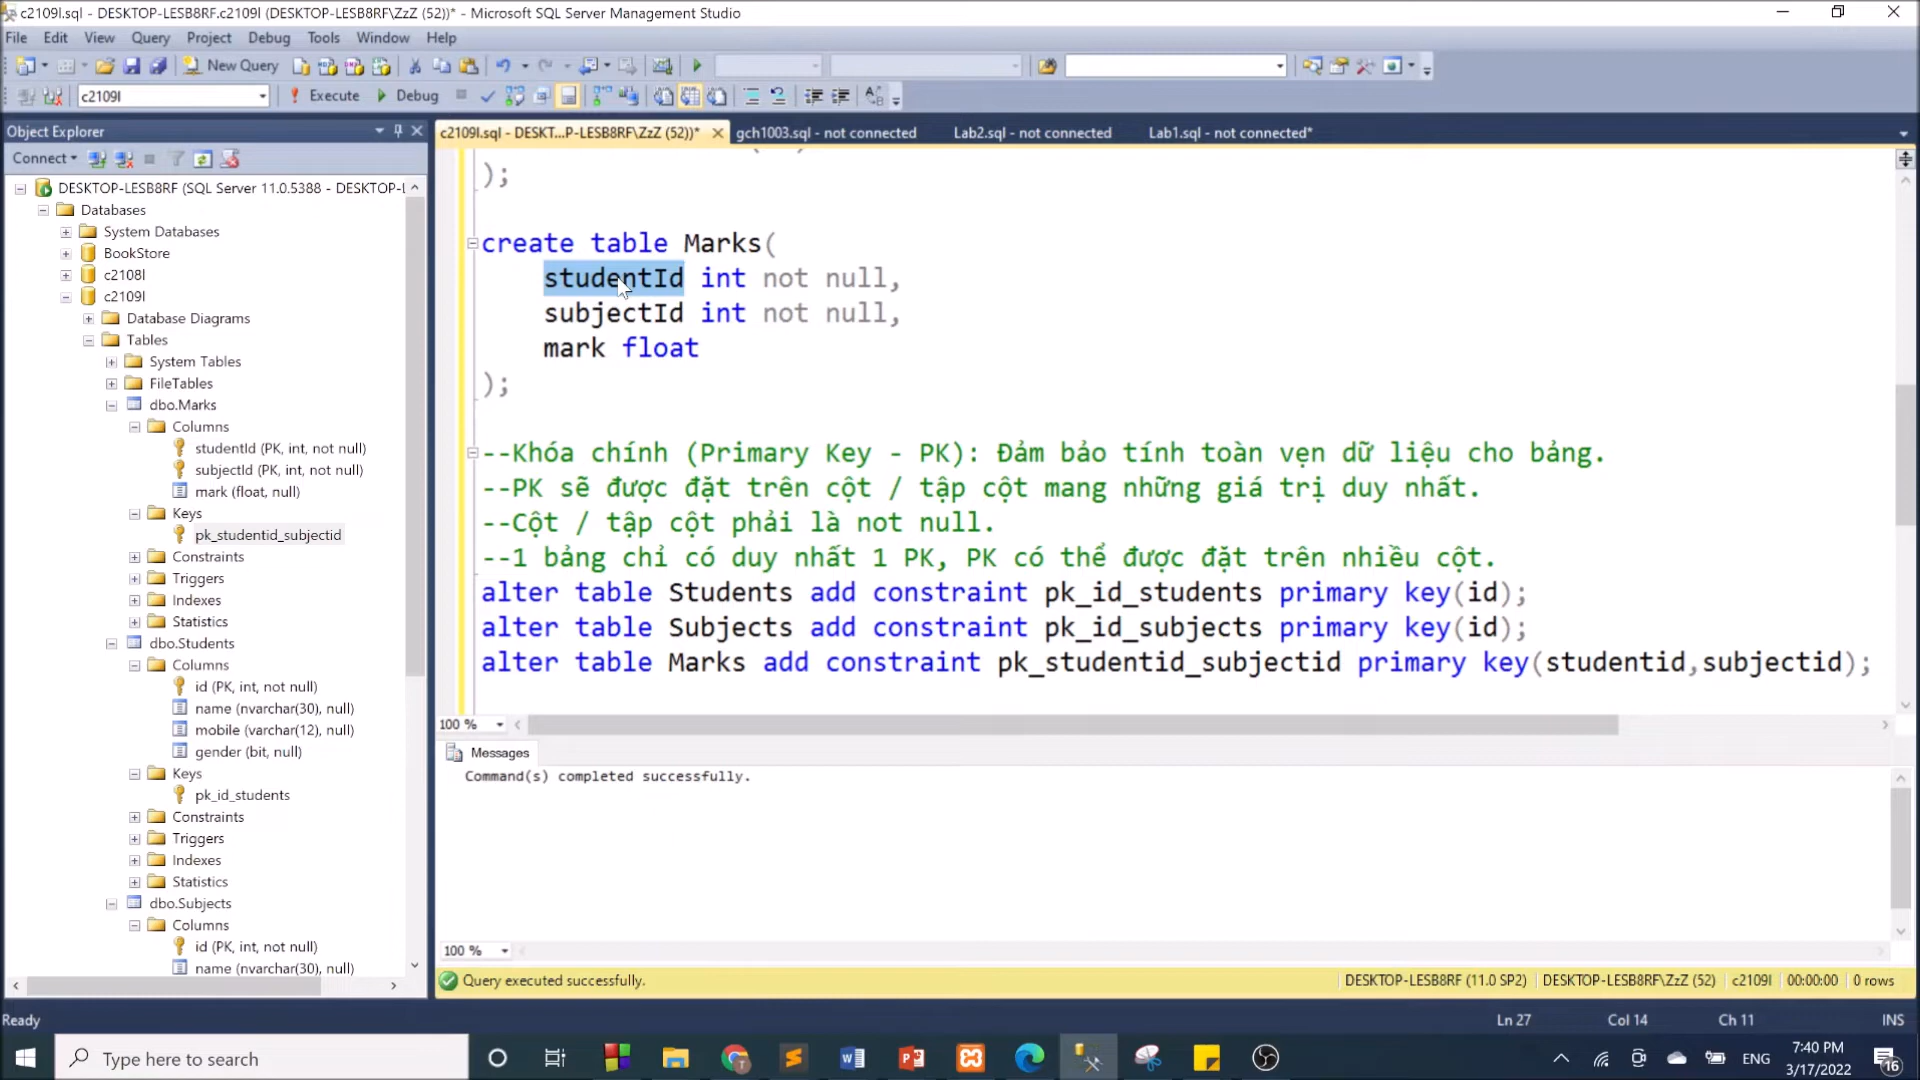 c2109l.sql - DESKTOP-LESB8RF.c2109l (DESKTOP-LESB8RF\ZzZ (52))* - Microsoft SQL Server Management Studio
File Edit View Query Project Debug Tools Window Help
New Query
c2109l Execute Debug
Object Explorer
Connect
DESKTOP-LESB8RF (SQL Server 11.0.5388 - DESKTOP-L
Databases
System Databases
BookStore
c2108l
c2109l
Database Diagrams
Tables
System Tables
FileTables
dbo.Marks
Columns
studentId (PK, int, not null)
subjectId (PK, int, not null)
mark (float, null)
Keys
pk_studentid_subjectid
Constraints
Triggers
Indexes
Statistics
dbo.Students
Columns
id (PK, int, not null)
name (nvarchar(30), null)
mobile (varchar(12), null)
gender (bit, null)
Keys
pk_id_students
Constraints
Triggers
Indexes
Statistics
dbo.Subjects
Columns
id (PK, int, not null)
name (nvarchar(30), null)
c2109l.sql - DESKT...P-LESB8RF\ZzZ (52))* gch1003.sql - not connected Lab2.sql - not connected Lab1.sql - not connected*
);
create table Marks(
studentId int not null,
subjectId int not null,
mark float
);
--Khóa chính (Primary Key - PK): Đảm bảo tính toàn vẹn dữ liệu cho bảng.
--PK sẽ được đặt trên cột / tập cột mang những giá trị duy nhất.
--Cột / tập cột phải là not null.
--1 bảng chỉ có duy nhất 1 PK, PK có thể được đặt trên nhiều cột.
alter table Students add constraint pk_id_students primary key(id);
alter table Subjects add constraint pk_id_subjects primary key(id);
alter table Marks add constraint pk_studentid_subjectid primary key(studentid,subjectid);
100 %
Messages
Command(s) completed successfully.
100 %
Query executed successfully. DESKTOP-LESB8RF (11.0 SP2) DESKTOP-LESB8RF\ZzZ (52) c2109l 00:00:00 0 rows
Ready Ln 27 Col 14 Ch 11 INS
Type here to search
ENG
7:40 PM
3/17/2022
16